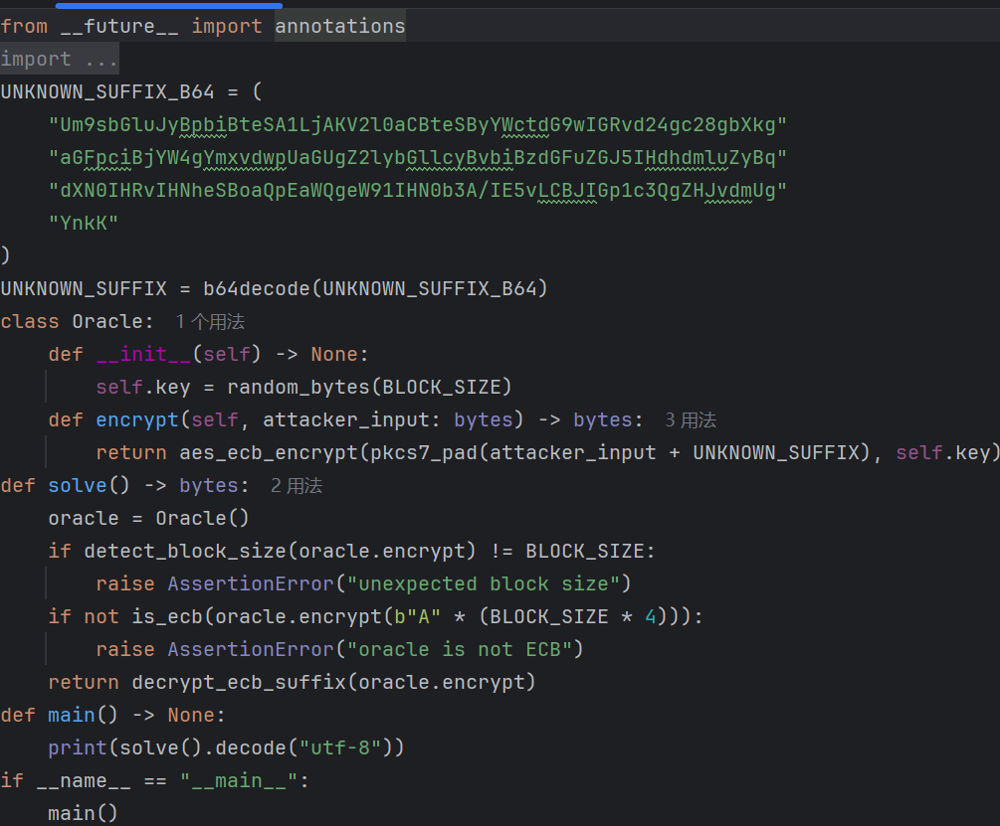 from __future__ import annotations
import ...
UNKNOWN_SUFFIX_B64 = (
    "Um9sbGluJyBpbiBteSA1LjAKV2l0aCBteSByYWctdG9wIGRvd24gc28gbXkg"
    "aGFpciBjYW4gYmxvdwpUaGUgZ2lybGllcyBvbiBzdGFuZGJ5IHdhdmluZyBq"
    "dXN0IHRvIHNheSBoaQpEaWQgeW91IHN0b3A/IE5vLCBJIGp1c3QgZHJvdmUg"
    "YnkK"
)
UNKNOWN_SUFFIX = b64decode(UNKNOWN_SUFFIX_B64)
class Oracle:  1 个用法
    def __init__(self) -> None:
        self.key = random_bytes(BLOCK_SIZE)
    def encrypt(self, attacker_input: bytes) -> bytes:  3 用法
        return aes_ecb_encrypt(pkcs7_pad(attacker_input + UNKNOWN_SUFFIX), self.key)
def solve() -> bytes:  2 用法
    oracle = Oracle()
    if detect_block_size(oracle.encrypt) != BLOCK_SIZE:
        raise AssertionError("unexpected block size")
    if not is_ecb(oracle.encrypt(b"A" * (BLOCK_SIZE * 4))):
        raise AssertionError("oracle is not ECB")
    return decrypt_ecb_suffix(oracle.encrypt)
def main() -> None:
    print(solve().decode("utf-8"))
if __name__ == "__main__":
    main()